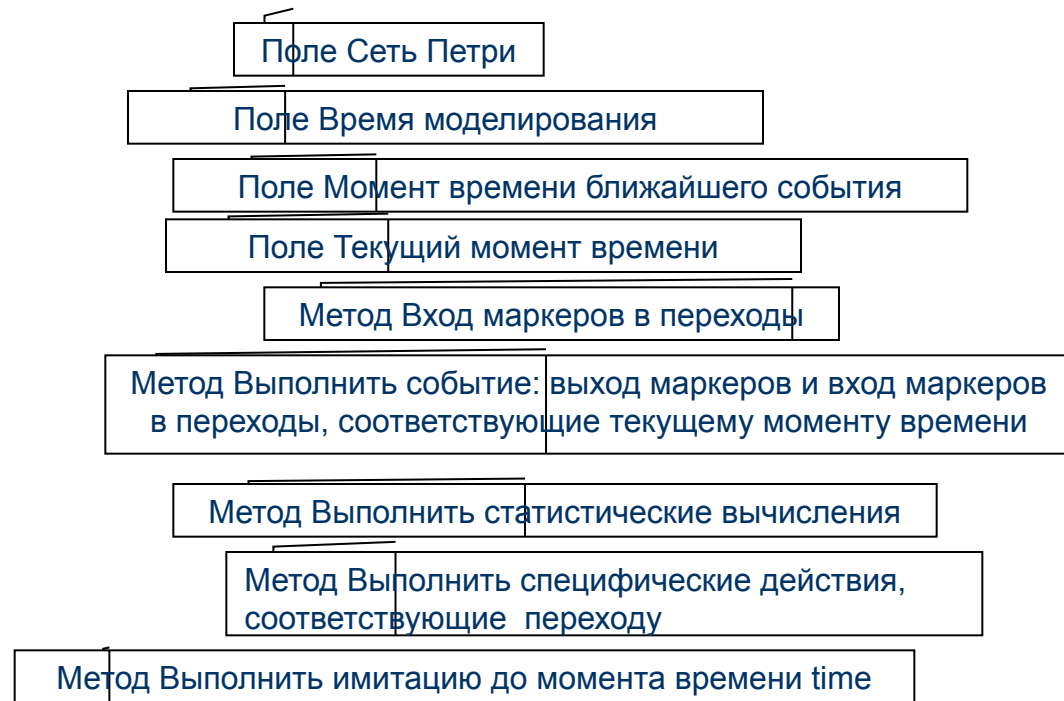 Поле Сеть Петри
Поле Время моделирования
Поле Момент времени ближайшего события
Поле Текущий момент времени
Метод Вход маркеров в переходы
Метод Выполнить событие: выход маркеров и вход маркеров
в переходы, соответствующие текущему моменту времени
Метод Выполнить статистические вычисления
Метод Выполнить специфические действия,
соответствующие переходу
Метод Выполнить имитацию до момента времени time